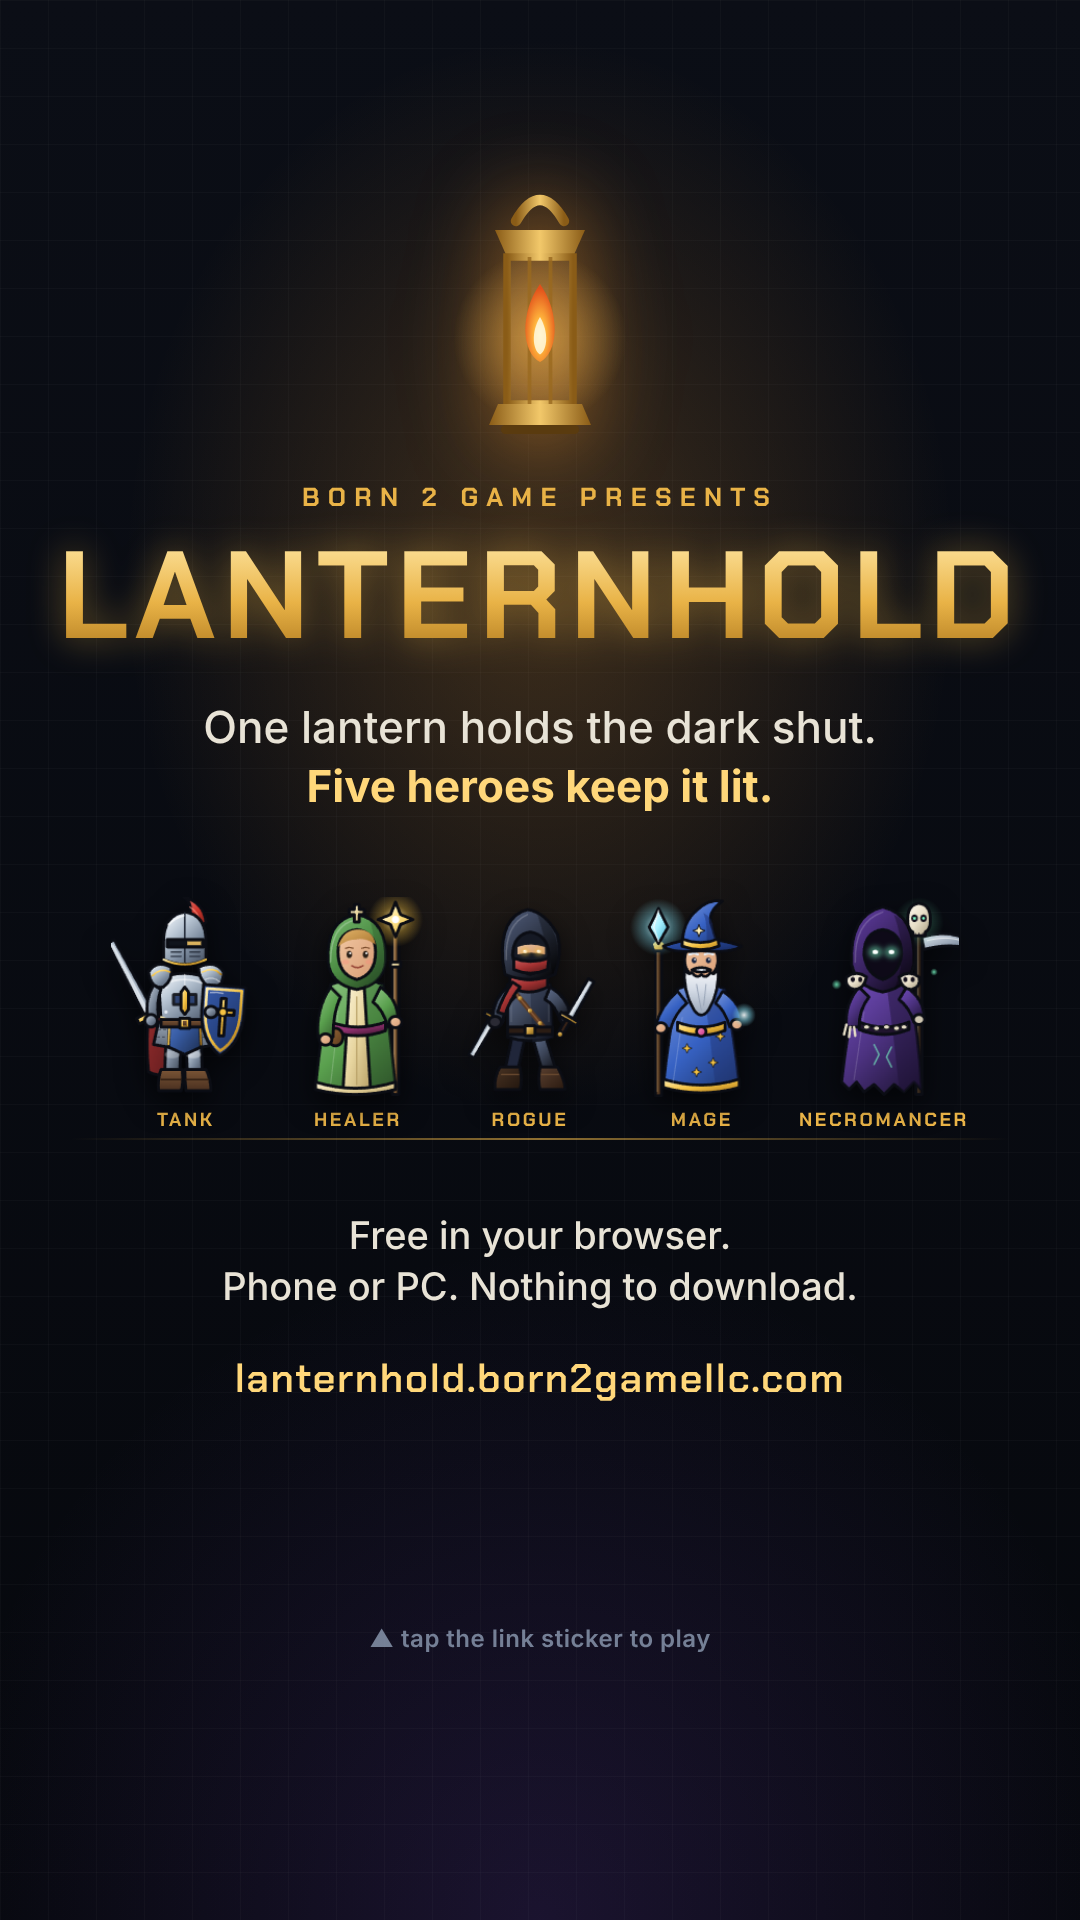 BORN 2 GAME PRESENTS
LANTERNHOLD
One lantern holds the dark shut.
Five heroes keep it lit.
TANK HEALER ROGUE MAGE NECROMANCER
Free in your browser.
Phone or PC. Nothing to download.
lanternhold.born2gamellc.com
▲ tap the link sticker to play